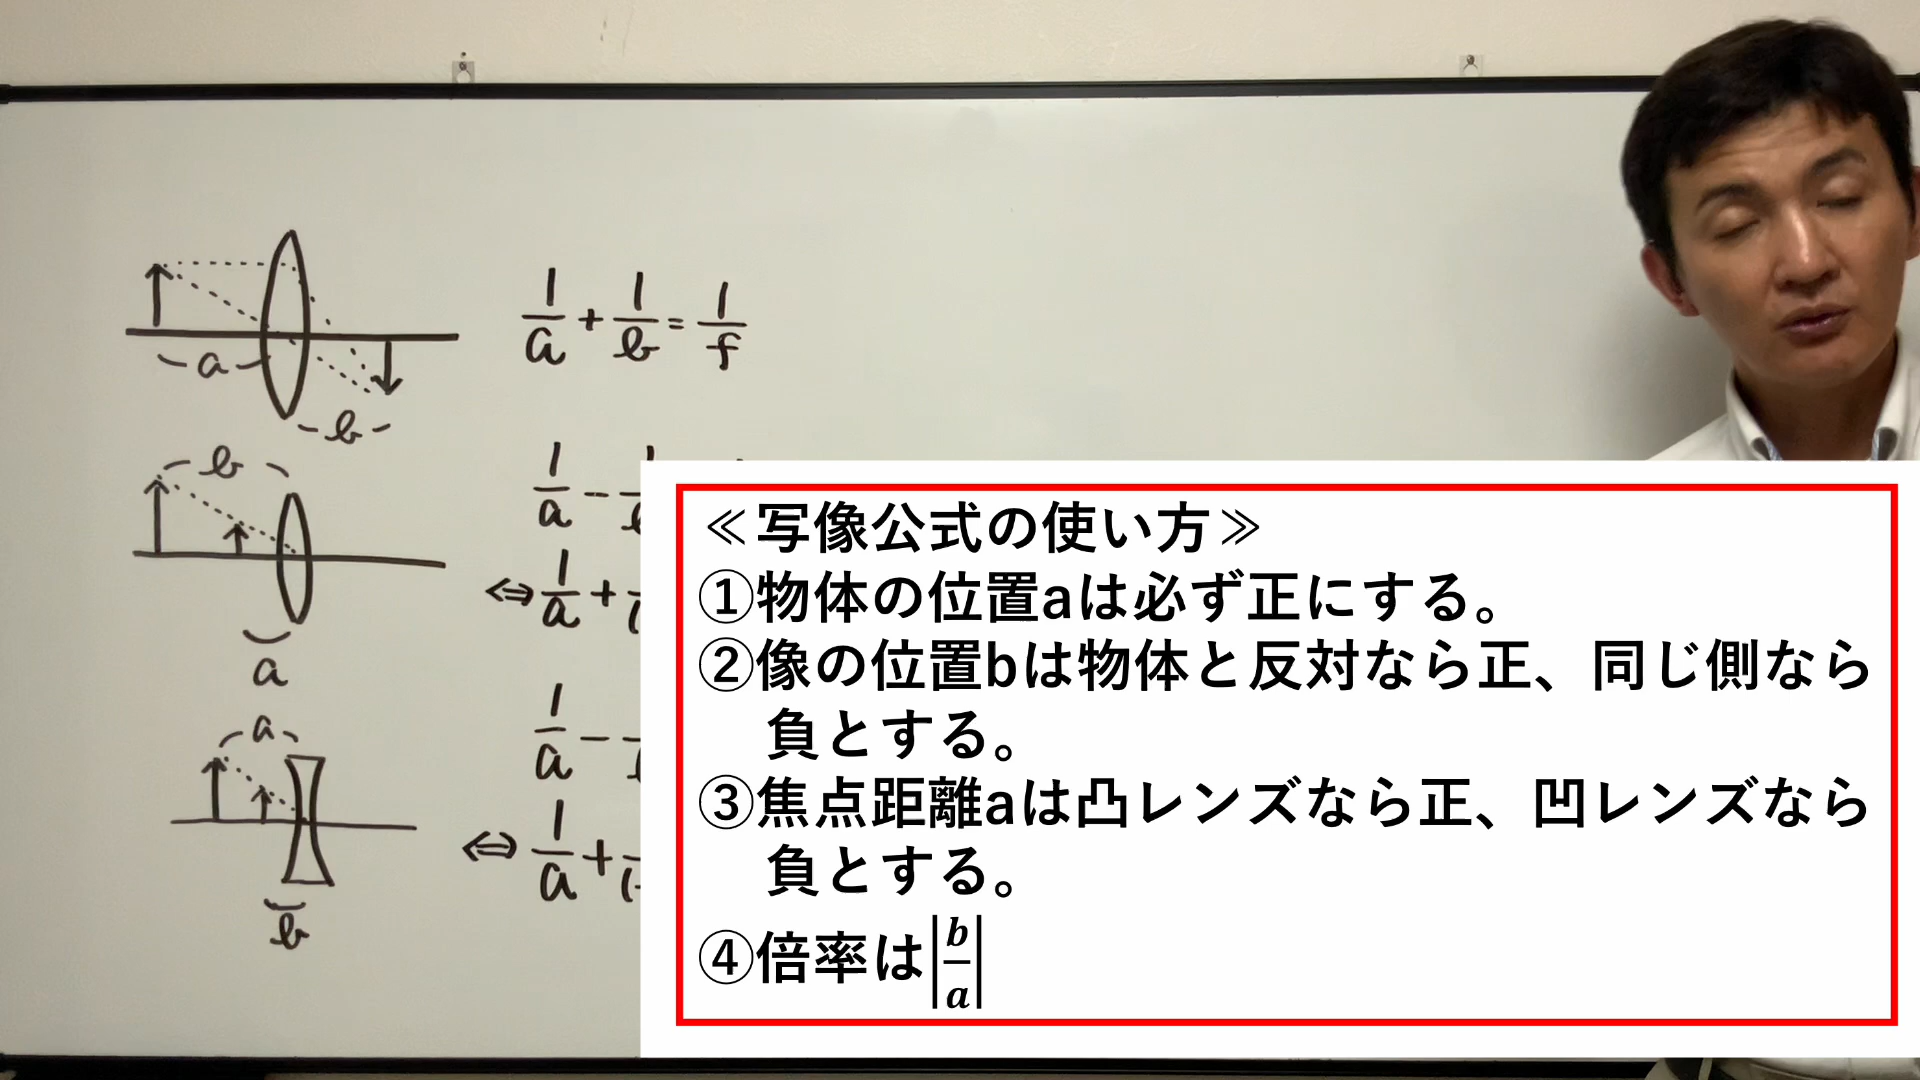 a
b
1/a + 1/b = 1/f
b
a
1/a - 1
⇔ 1/a +
a
b
1/a -
⇔ 1/a +
≪写像公式の使い方≫
①物体の位置aは必ず正にする。
②像の位置bは物体と反対なら正、同じ側なら
負とする。
③焦点距離aは凸レンズなら正、凹レンズなら
負とする。
④倍率は|b/a|